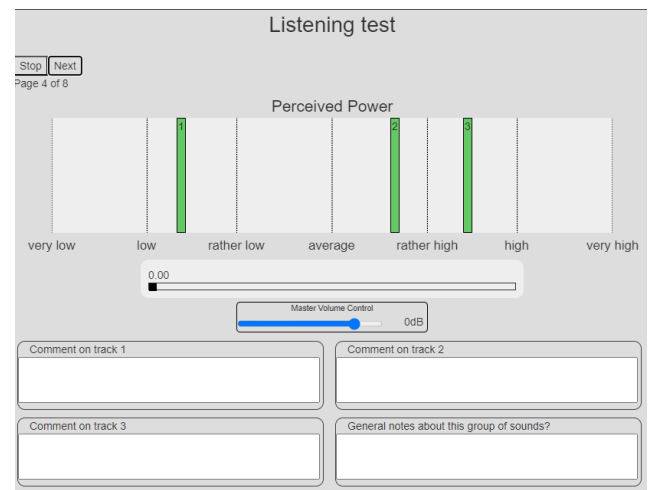 Listening test
Stop Next
Page 4 of 8
Perceived Power
1 2 3
very low low rather low average rather high high very high
0.00
Master Volume Control
0dB
Comment on track 1
Comment on track 2
Comment on track 3
General notes about this group of sounds?